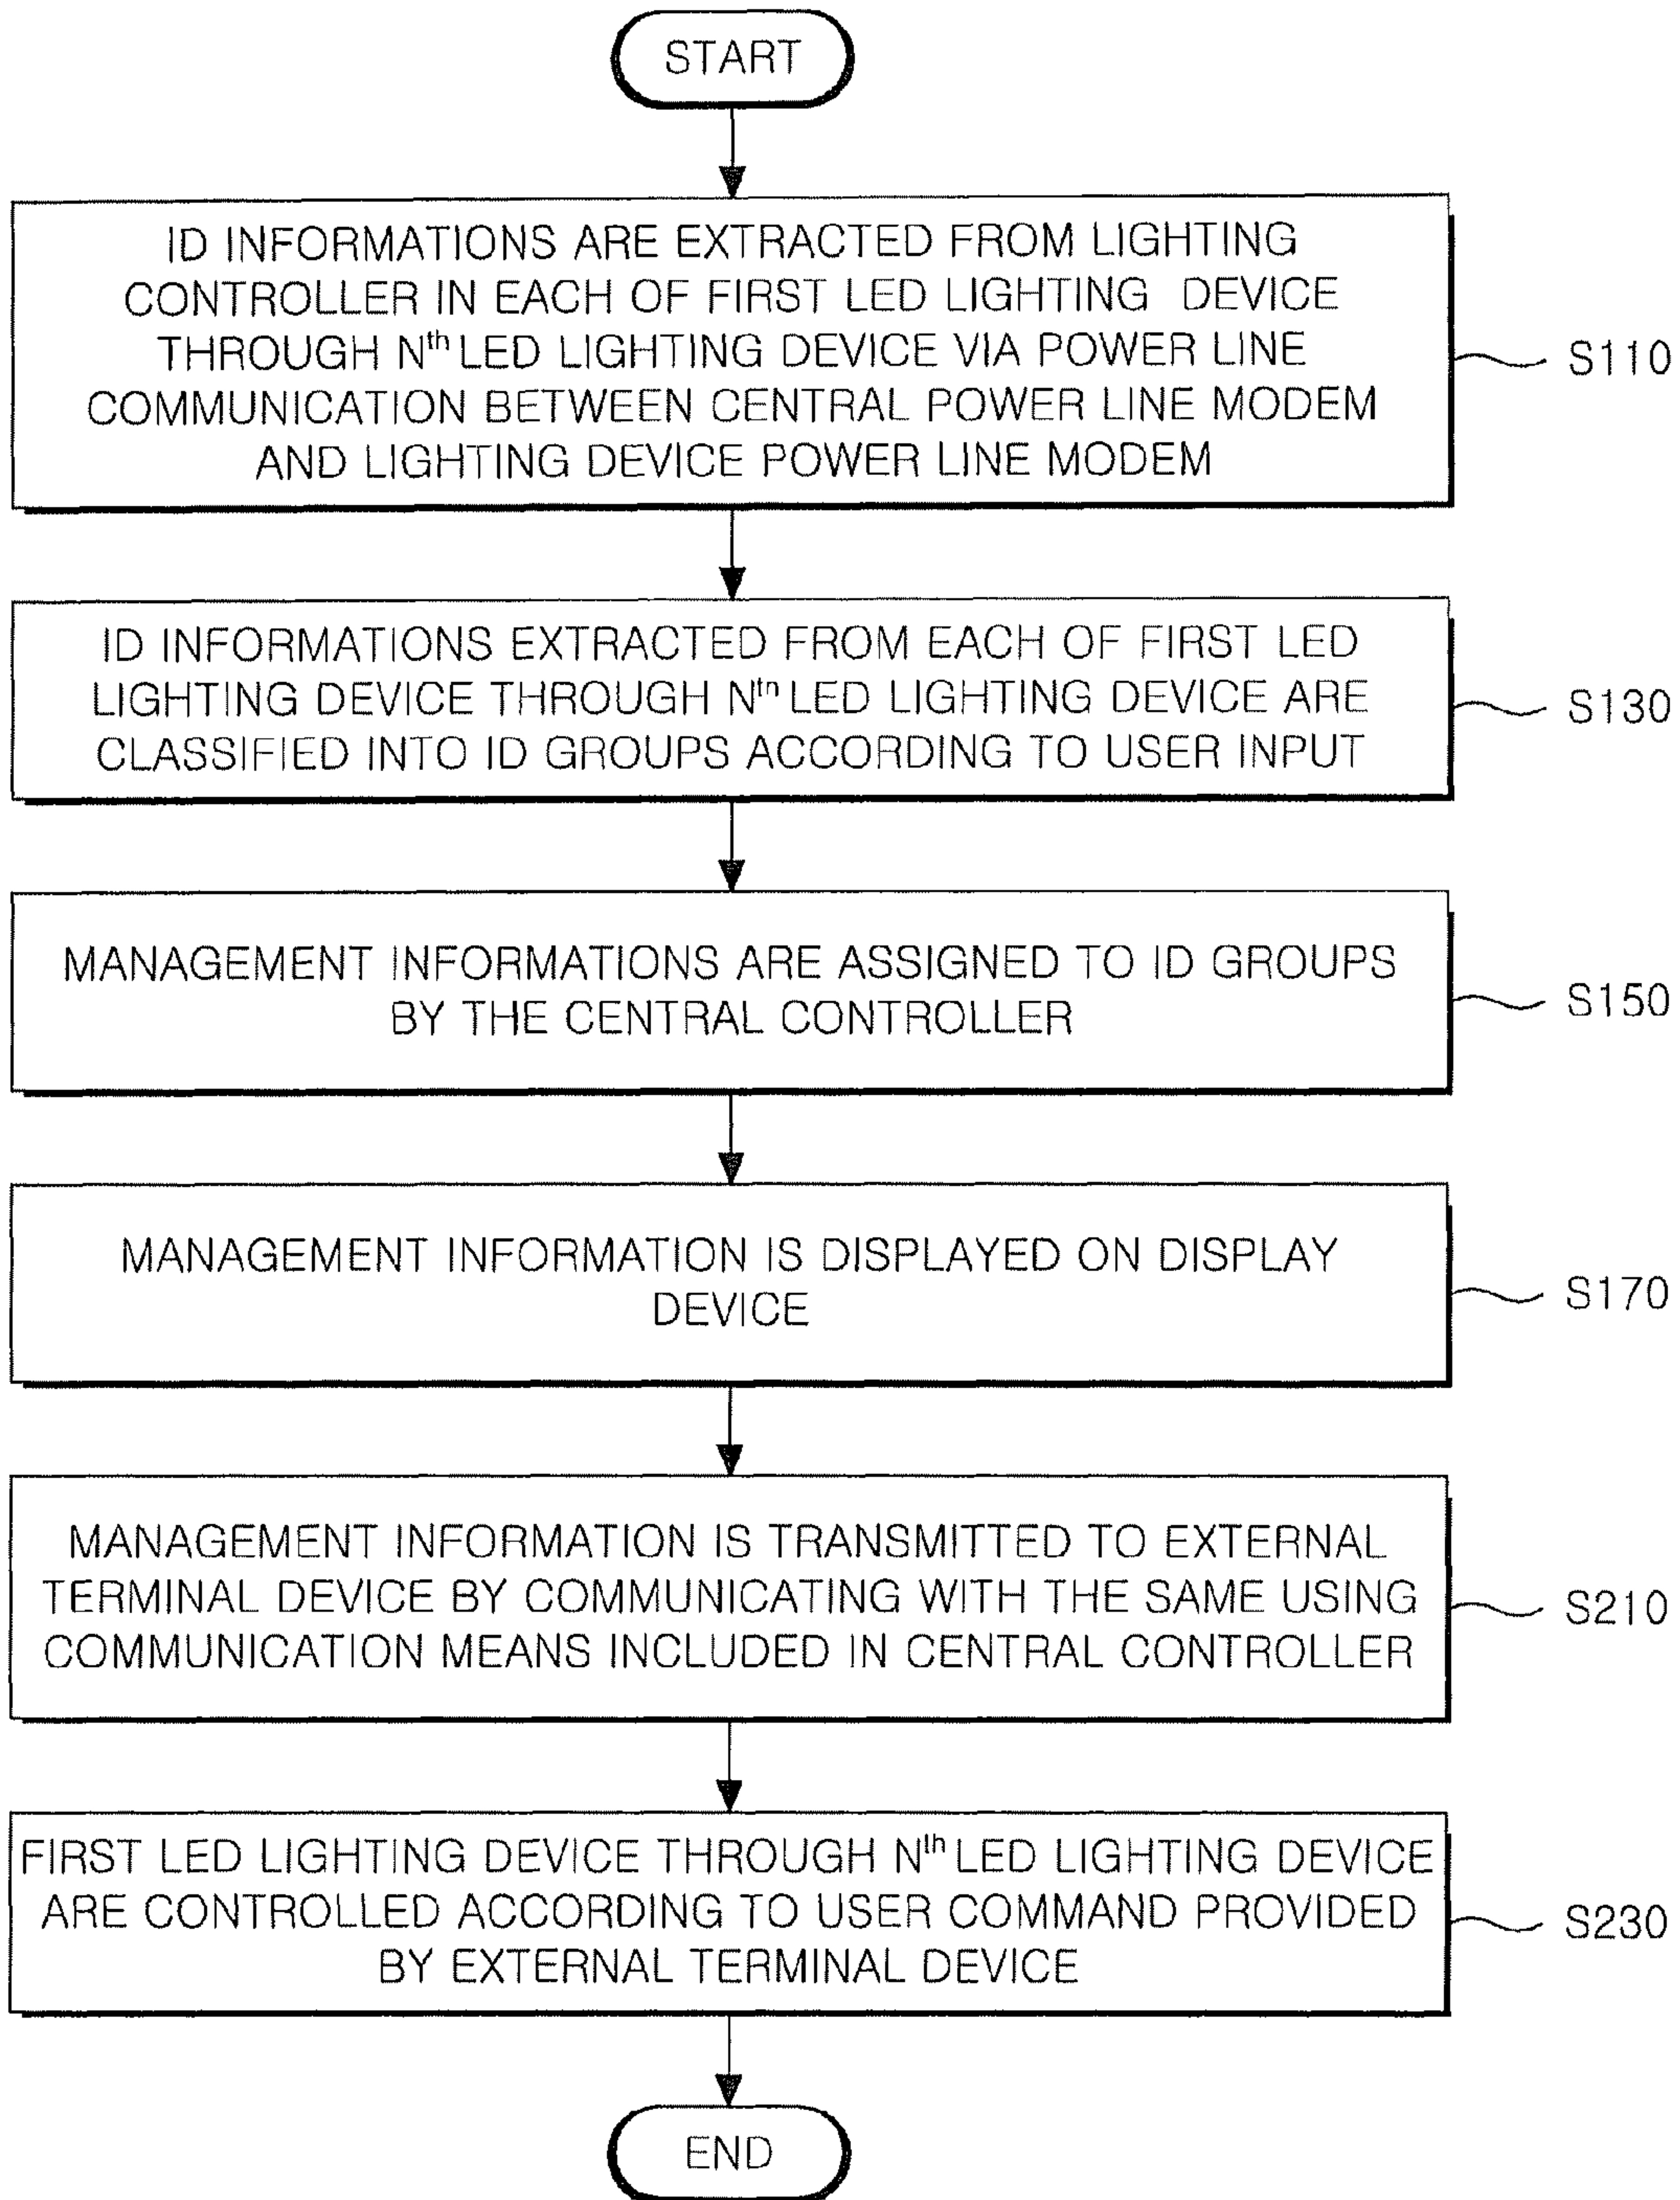 START
ID INFORMATIONS ARE EXTRACTED FROM LIGHTING
CONTROLLER IN EACH OF FIRST LED LIGHTING DEVICE
THROUGH Nth LED LIGHTING DEVICE VIA POWER LINE
COMMUNICATION BETWEEN CENTRAL POWER LINE MODEM
AND LIGHTING DEVICE POWER LINE MODEM
S110
ID INFORMATIONS EXTRACTED FROM EACH OF FIRST LED
LIGHTING DEVICE THROUGH Nth LED LIGHTING DEVICE ARE
CLASSIFIED INTO ID GROUPS ACCORDING TO USER INPUT
S130
MANAGEMENT INFORMATIONS ARE ASSIGNED TO ID GROUPS
BY THE CENTRAL CONTROLLER
S150
MANAGEMENT INFORMATION IS DISPLAYED ON DISPLAY
DEVICE
S170
MANAGEMENT INFORMATION IS TRANSMITTED TO EXTERNAL
TERMINAL DEVICE BY COMMUNICATING WITH THE SAME USING
COMMUNICATION MEANS INCLUDED IN CENTRAL CONTROLLER
S210
FIRST LED LIGHTING DEVICE THROUGH Nth LED LIGHTING DEVICE
ARE CONTROLLED ACCORDING TO USER COMMAND PROVIDED
BY EXTERNAL TERMINAL DEVICE
S230
END